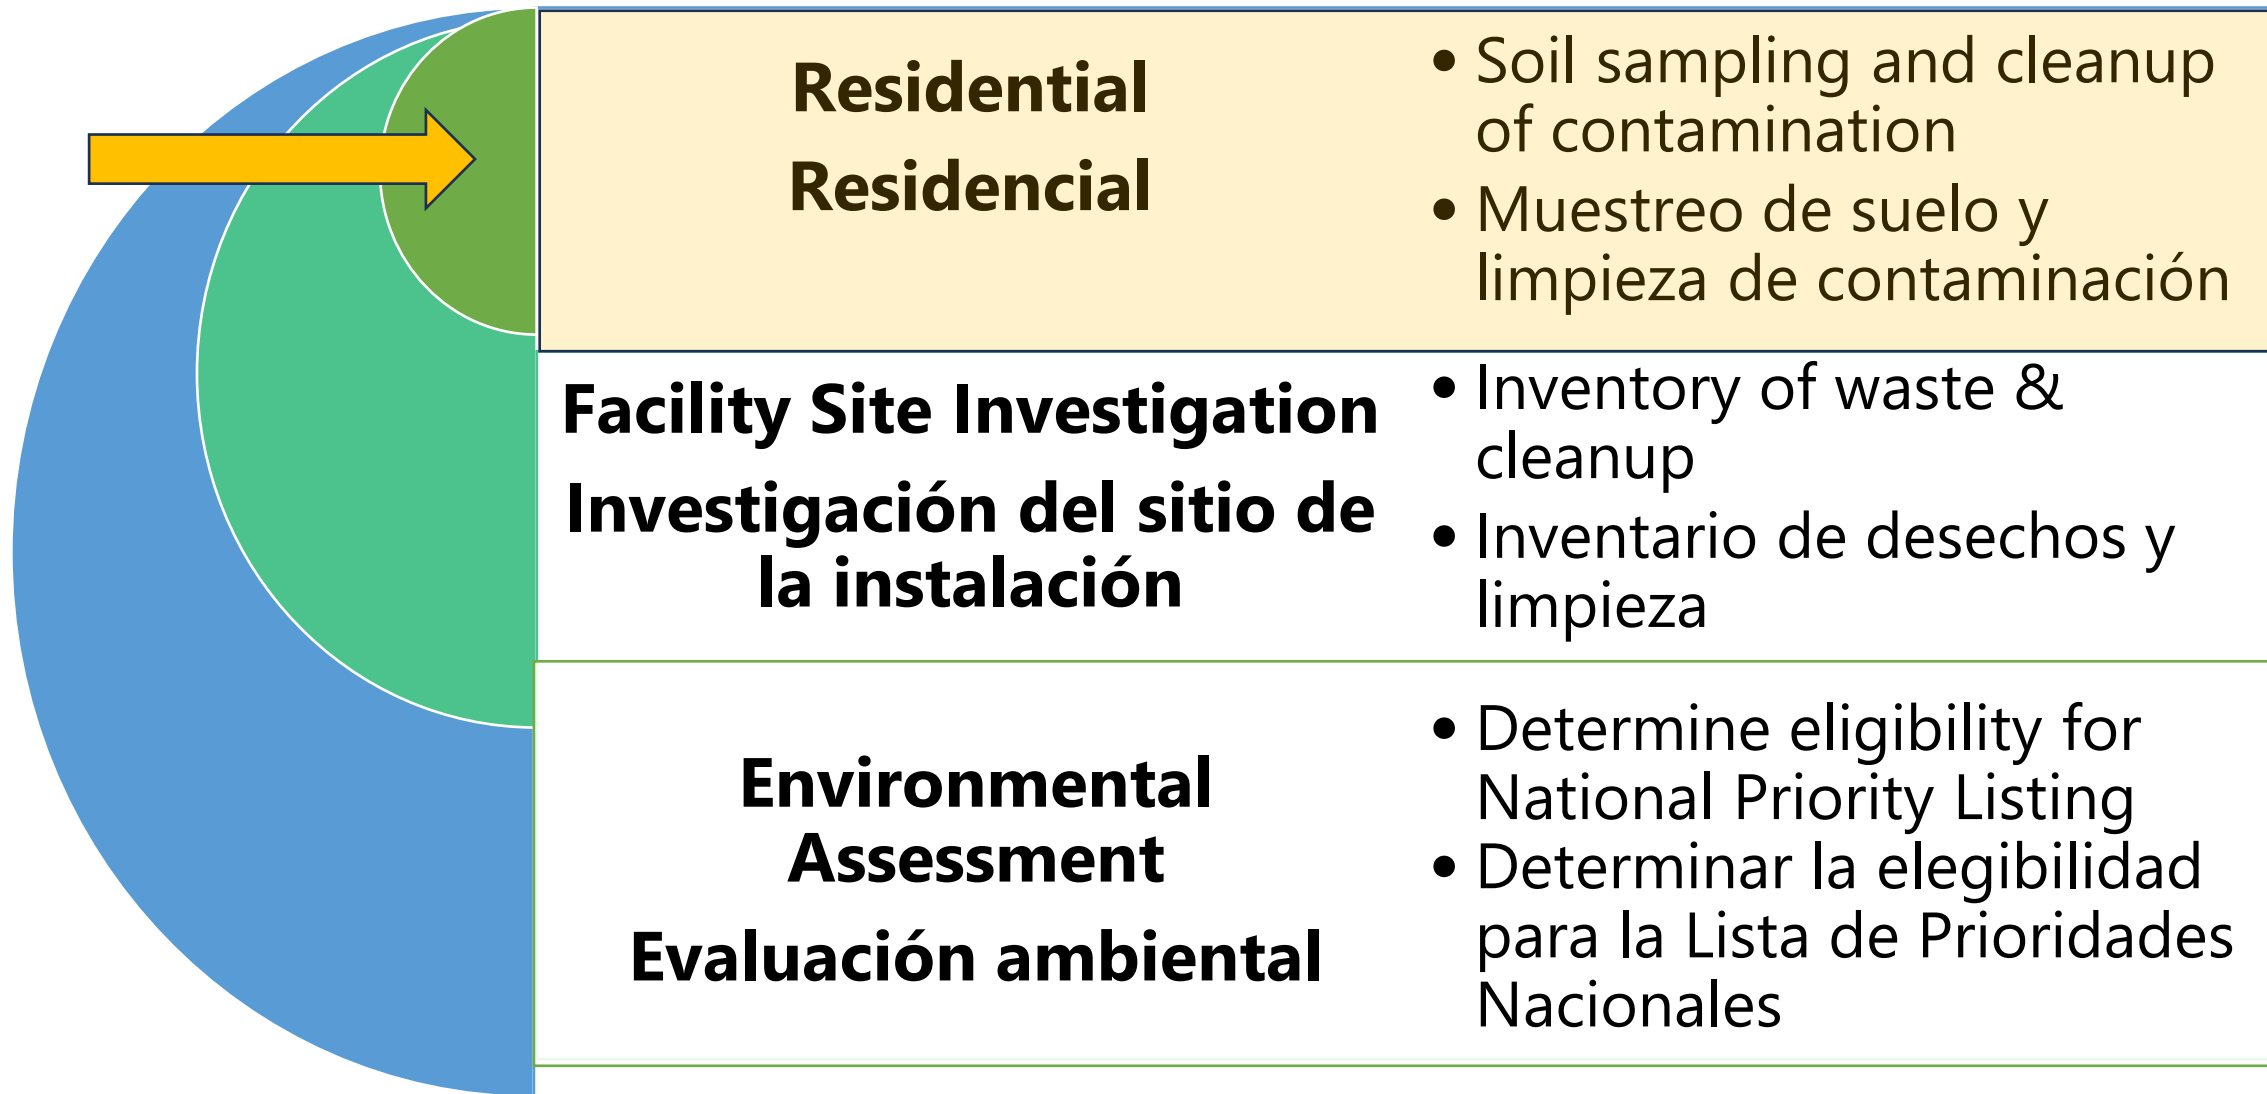 Residential
Residencial
• Soil sampling and cleanup
of contamination
• Muestreo de suelo y
limpieza de contaminación
Facility Site Investigation
Investigación del sitio de
la instalación
• Inventory of waste &
cleanup
• Inventario de desechos y
limpieza
Environmental
Assessment
Evaluación ambiental
• Determine eligibility for
National Priority Listing
• Determinar la elegibilidad
para la Lista de Prioridades
Nacionales